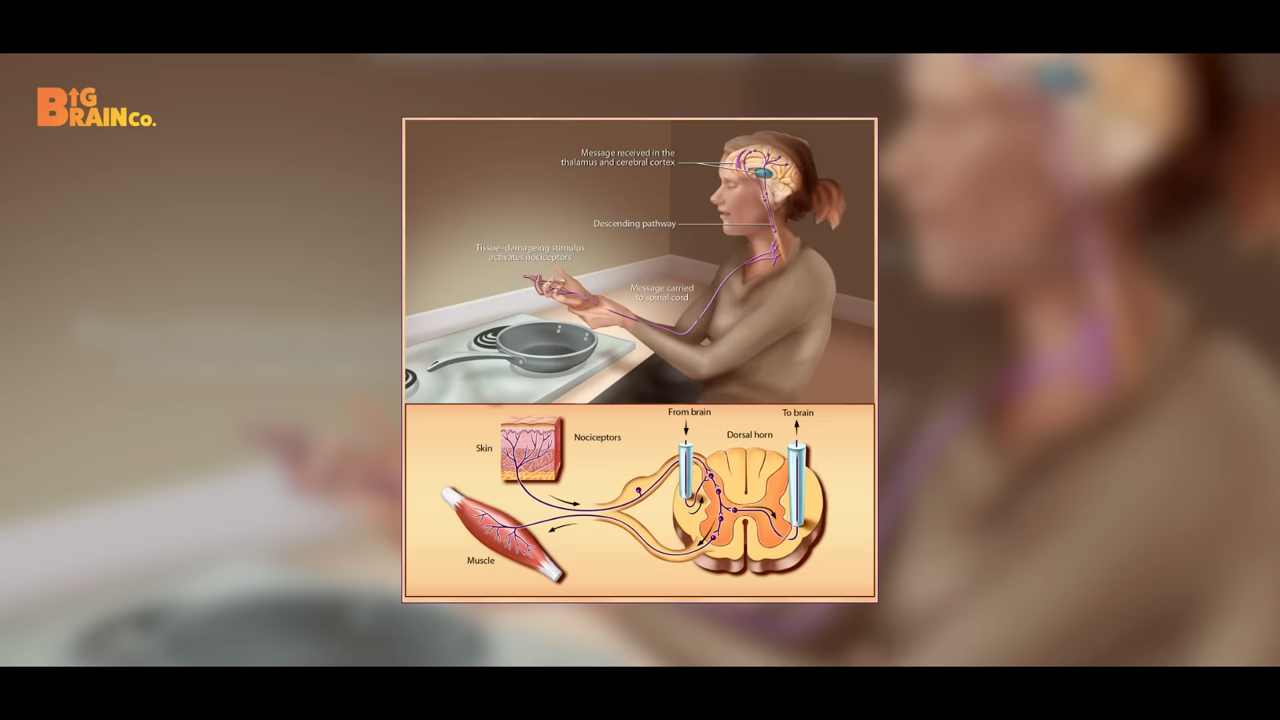 BIG
BRAIN CO.
Message received in the
thalamus and cerebral cortex
Descending pathway
Tissue-damageing stimulus
activates nociceptors
Message carried
to spinal cord
From brain
To brain
Dorsal horn
Nociceptors
Skin
Muscle